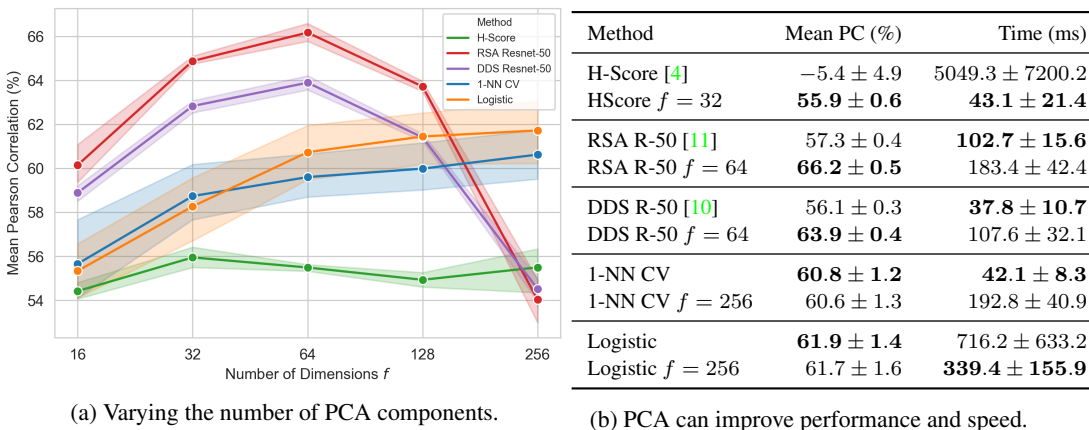 Method
H-Score
RSA Resnet-50
DDS Resnet-50
1-NN CV
Logistic
Mean Pearson Correlation (%)
66
64
62
60
58
56
54
16 32 64 128 256
Number of Dimensions f
(a) Varying the number of PCA components.
Method Mean PC (%) Time (ms)
H-Score [4] −5.4 ± 4.9 5049.3 ± 7200.2
HScore f = 32 55.9 ± 0.6 43.1 ± 21.4
RSA R-50 [11] 57.3 ± 0.4 102.7 ± 15.6
RSA R-50 f = 64 66.2 ± 0.5 183.4 ± 42.4
DDS R-50 [10] 56.1 ± 0.3 37.8 ± 10.7
DDS R-50 f = 64 63.9 ± 0.4 107.6 ± 32.1
1-NN CV 60.8 ± 1.2 42.1 ± 8.3
1-NN CV f = 256 60.6 ± 1.3 192.8 ± 40.9
Logistic 61.9 ± 1.4 716.2 ± 633.2
Logistic f = 256 61.7 ± 1.6 339.4 ± 155.9
(b) PCA can improve performance and speed.